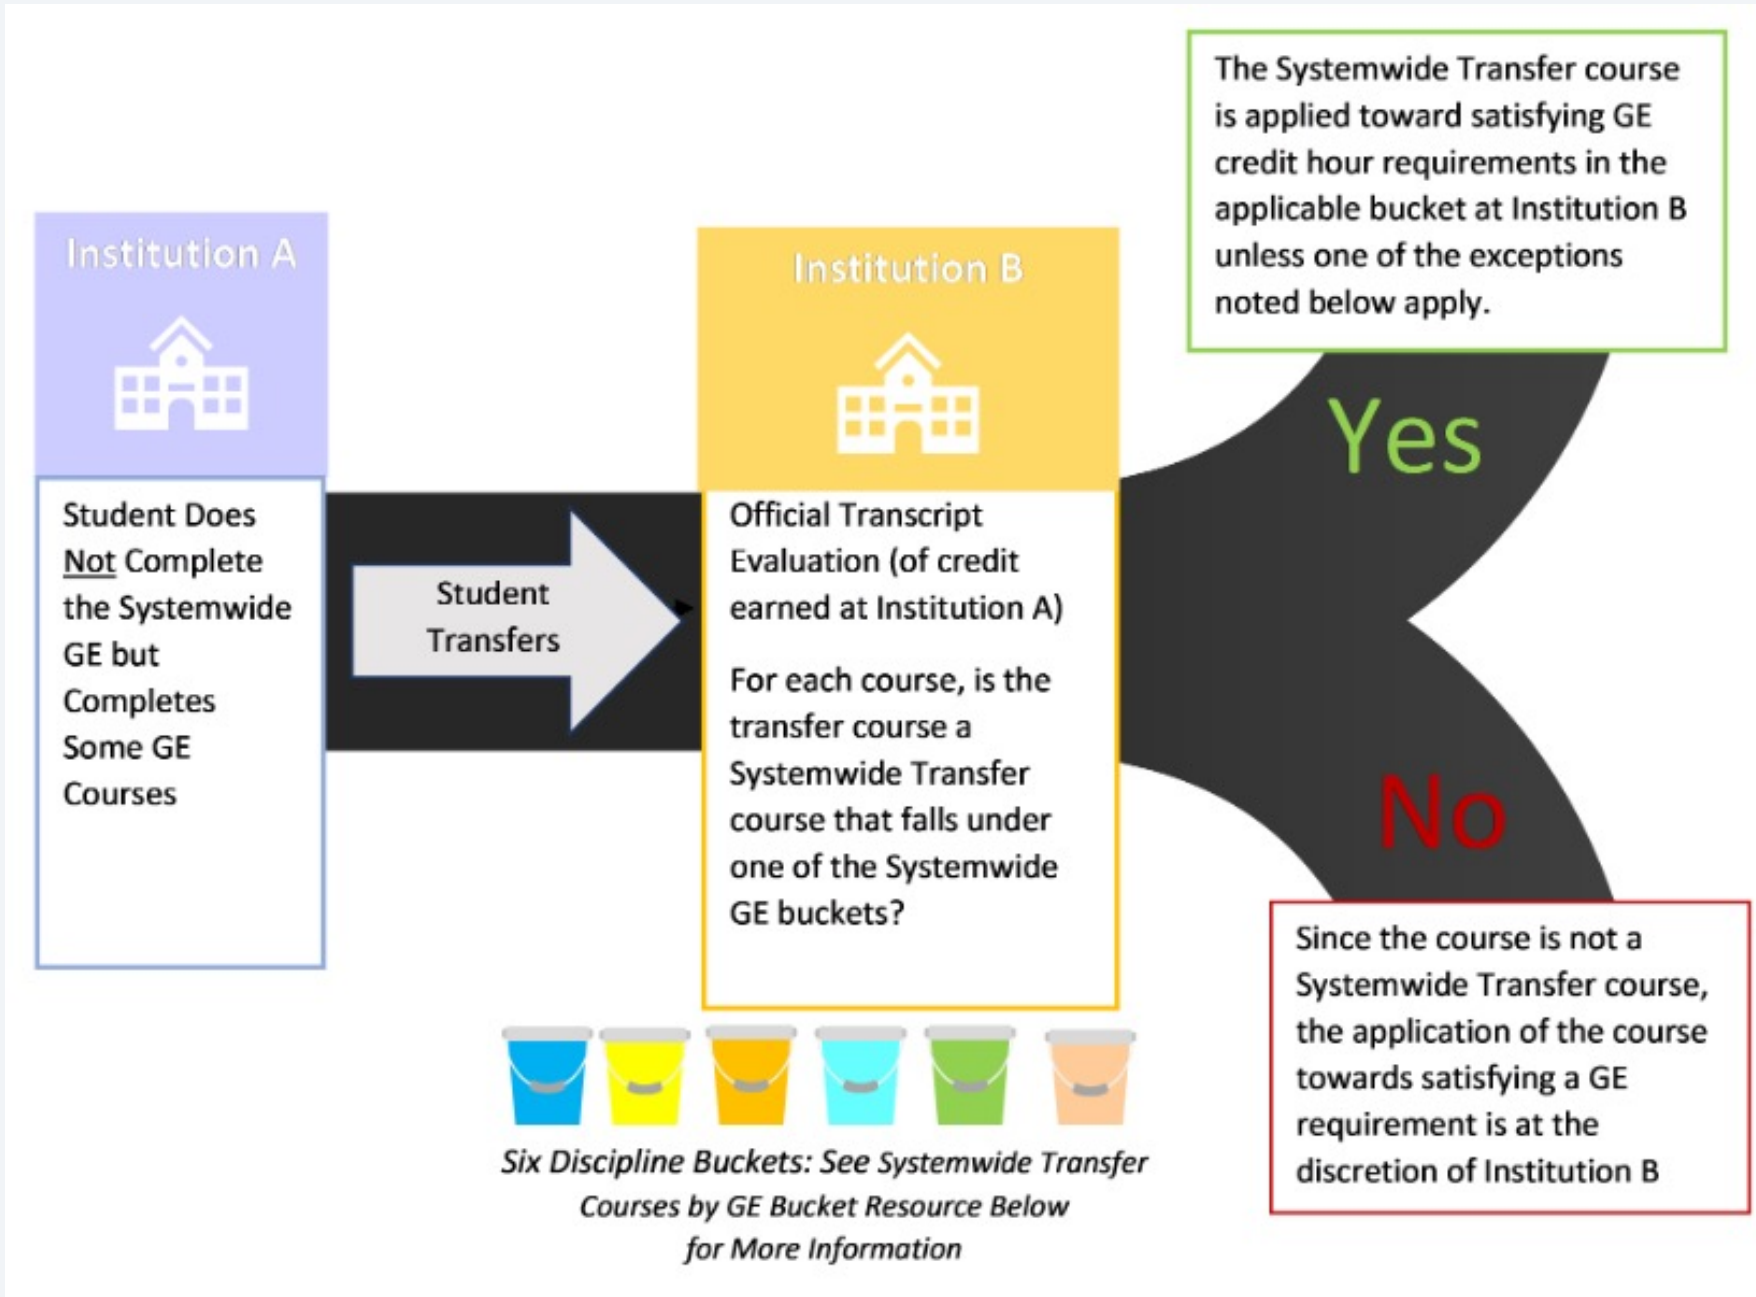 Institution A
Student Does
Not Complete
the Systemwide
GE but
Completes
Some GE
Courses
Student
Transfers
Institution B
Official Transcript
Evaluation (of credit
earned at Institution A)
For each course, is the
transfer course a
Systemwide Transfer
course that falls under
one of the Systemwide
GE buckets?
Six Discipline Buckets: See Systemwide Transfer
Courses by GE Bucket Resource Below
for More Information
The Systemwide Transfer course
is applied toward satisfying GE
credit hour requirements in the
applicable bucket at Institution B
unless one of the exceptions
noted below apply.
Yes
No
Since the course is not a
Systemwide Transfer course,
the application of the course
towards satisfying a GE
requirement is at the
discretion of Institution B